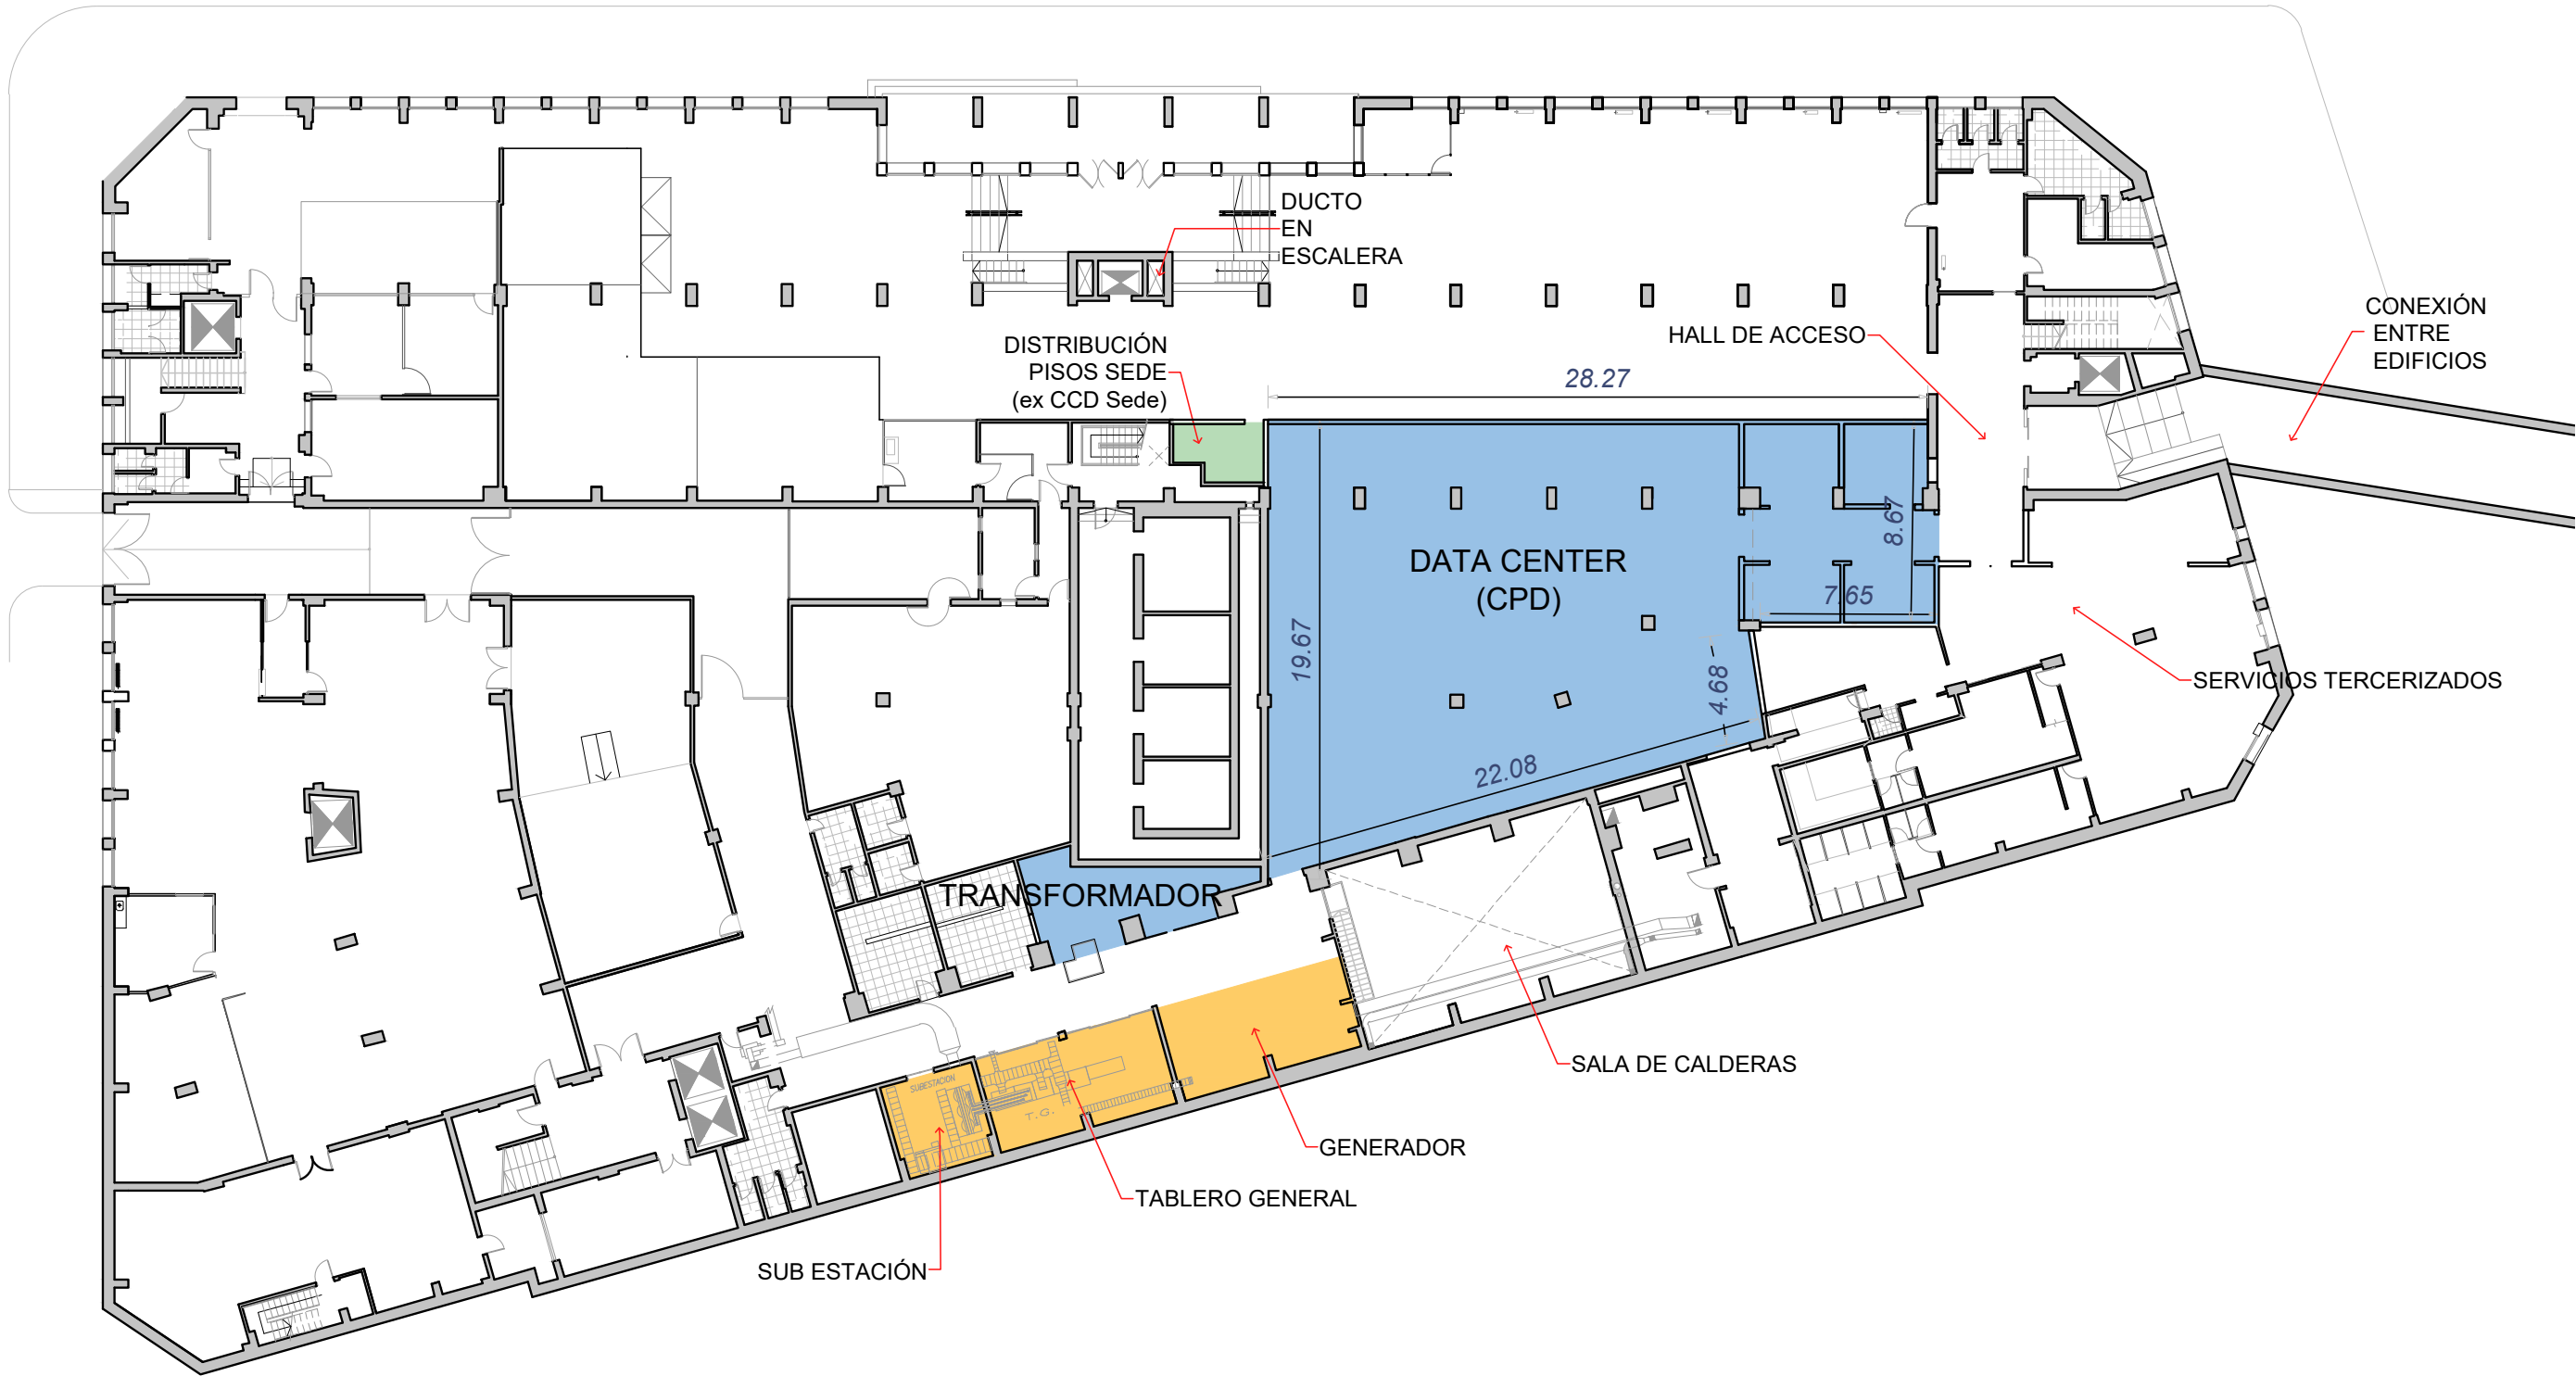 DUCTO
EN
ESCALERA
CONEXIÓN
ENTRE
EDIFICIOS
HALL DE ACCESO
DISTRIBUCIÓN
PISOS SEDE
(ex CCD Sede)
28.27
8.67
DATA CENTER
(CPD)
7.65
19.67
4.68
SERVICIOS TERCERIZADOS
22.08
TRANSFORMADOR
SALA DE CALDERAS
SUBESTACION
T.G.
GENERADOR
TABLERO GENERAL
SUB ESTACIÓN